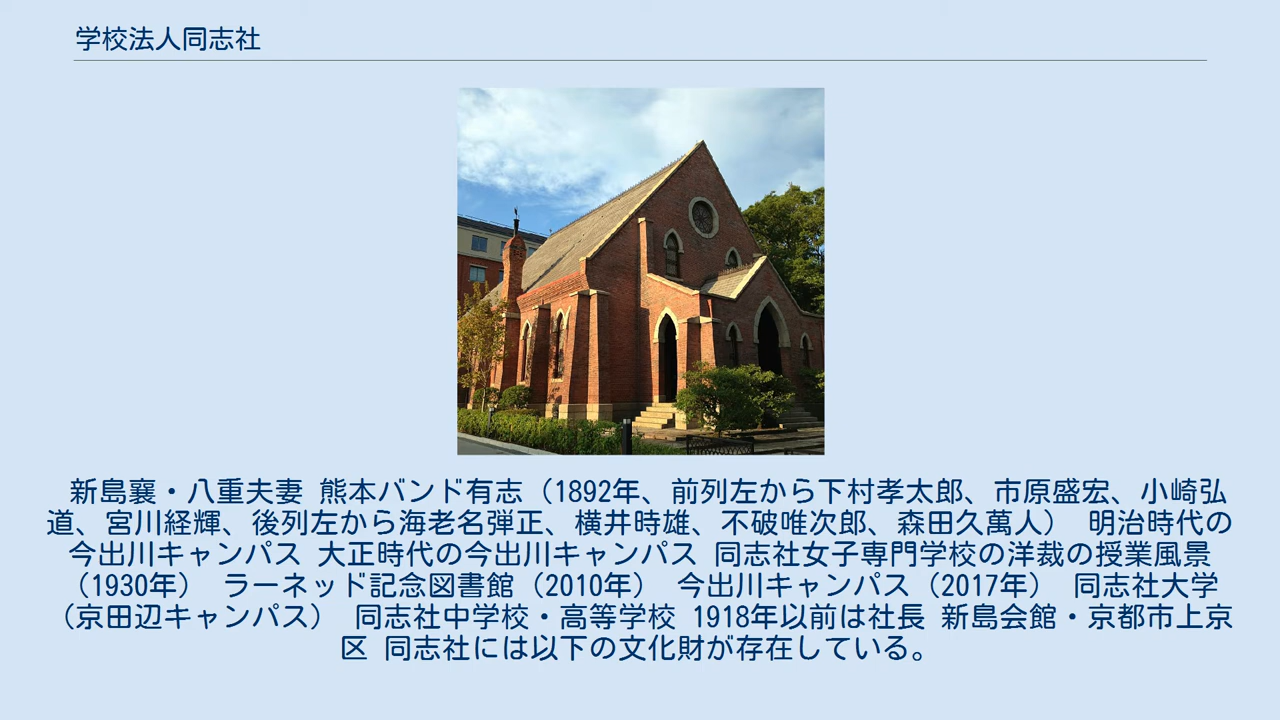 学校法人同志社
新島襄・八重夫妻 熊本バンド有志（1892年、前列左から下村孝太郎、市原盛宏、小崎弘
道、宮川経輝、後列左から海老名弾正、横井時雄、不破唯次郎、森田久萬人） 明治時代の
今出川キャンパス 大正時代の今出川キャンパス 同志社女子専門学校の洋裁の授業風景
（1930年） ラーネッド記念図書館（2010年） 今出川キャンパス（2017年） 同志社大学
（京田辺キャンパス） 同志社中学校・高等学校 1918年以前は社長 新島会館・京都市上京
区 同志社には以下の文化財が存在している。